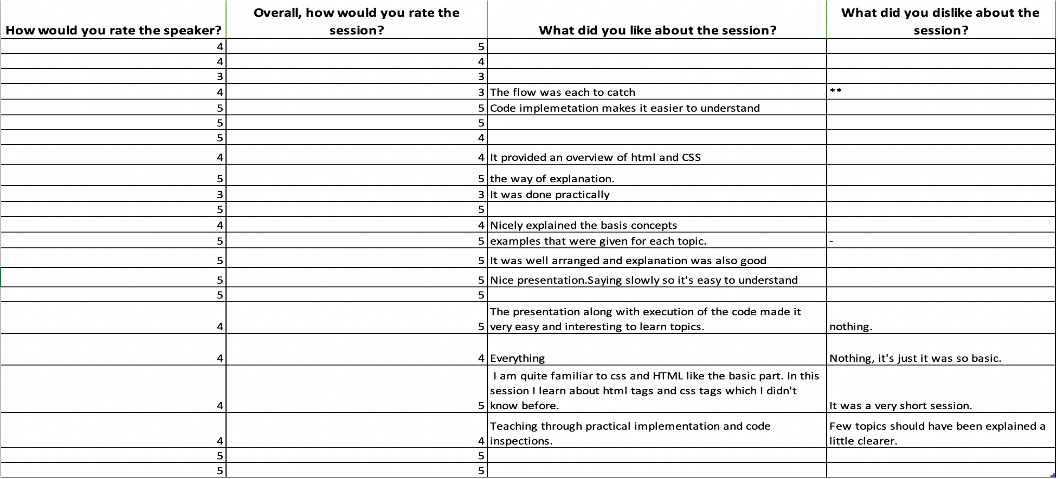 How would you rate the speaker? Overall, how would you rate the session? What did you like about the session? What did you dislike about the session?
4 5
4 4
3 3
4 3 The flow was each to catch **
5 5 Code implemetation makes it easier to understand
5 5
5 4
4 4 It provided an overview of html and CSS
5 5 the way of explanation.
3 3 It was done practically
5 5
4 4 Nicely explained the basis concepts
5 5 examples that were given for each topic. -
5 5 It was well arranged and explanation was also good
5 5 Nice presentation.Saying slowly so it's easy to understand
5 5
The presentation along with execution of the code made it
4 5 very easy and interesting to learn topics. nothing.
4 4 Everything Nothing, it's just it was so basic.
I am quite familiar to css and HTML like the basic part. In this
session I learn about html tags and css tags which I didn't
4 5 know before. It was a very short session.
Teaching through practical implementation and code Few topics should have been explained a
4 4 inspections. little clearer.
5 5
5 5